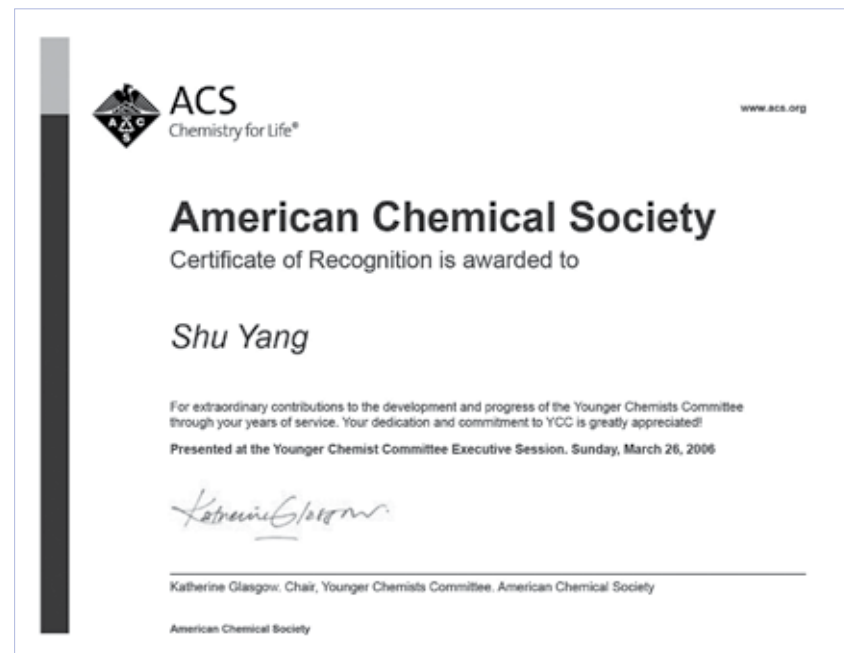 ACS
Chemistry for Life®
www.acs.org
A C S
American Chemical Society
Certificate of Recognition is awarded to
Shu Yang
For extraordinary contributions to the development and progress of the Younger Chemists Committee
through your years of service. Your dedication and commitment to YCC is greatly appreciated!
Presented at the Younger Chemist Committee Executive Session. Sunday, March 26, 2006
Katherine Glasgow
Katherine Glasgow. Chair, Younger Chemists Committee. American Chemical Society
American Chemical Society